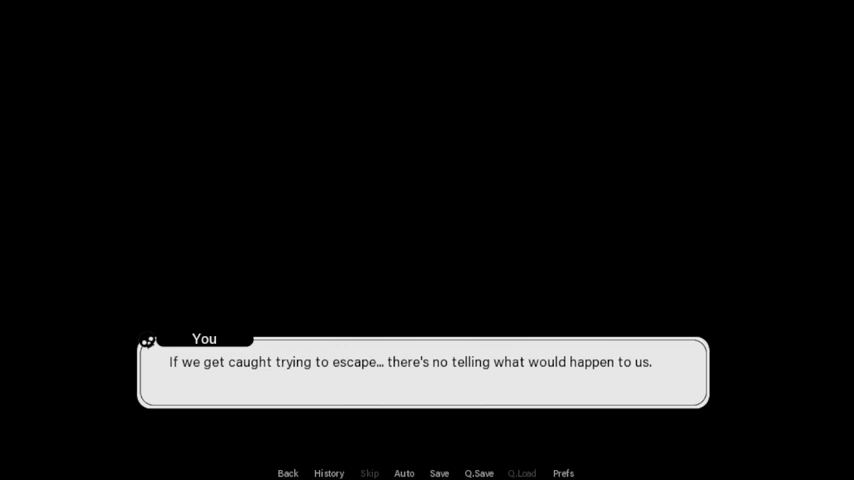 You
If we get caught trying to escape... there's no telling what would happen to us.
Back History Skip Auto Save Q.Save Q.Load Prefs